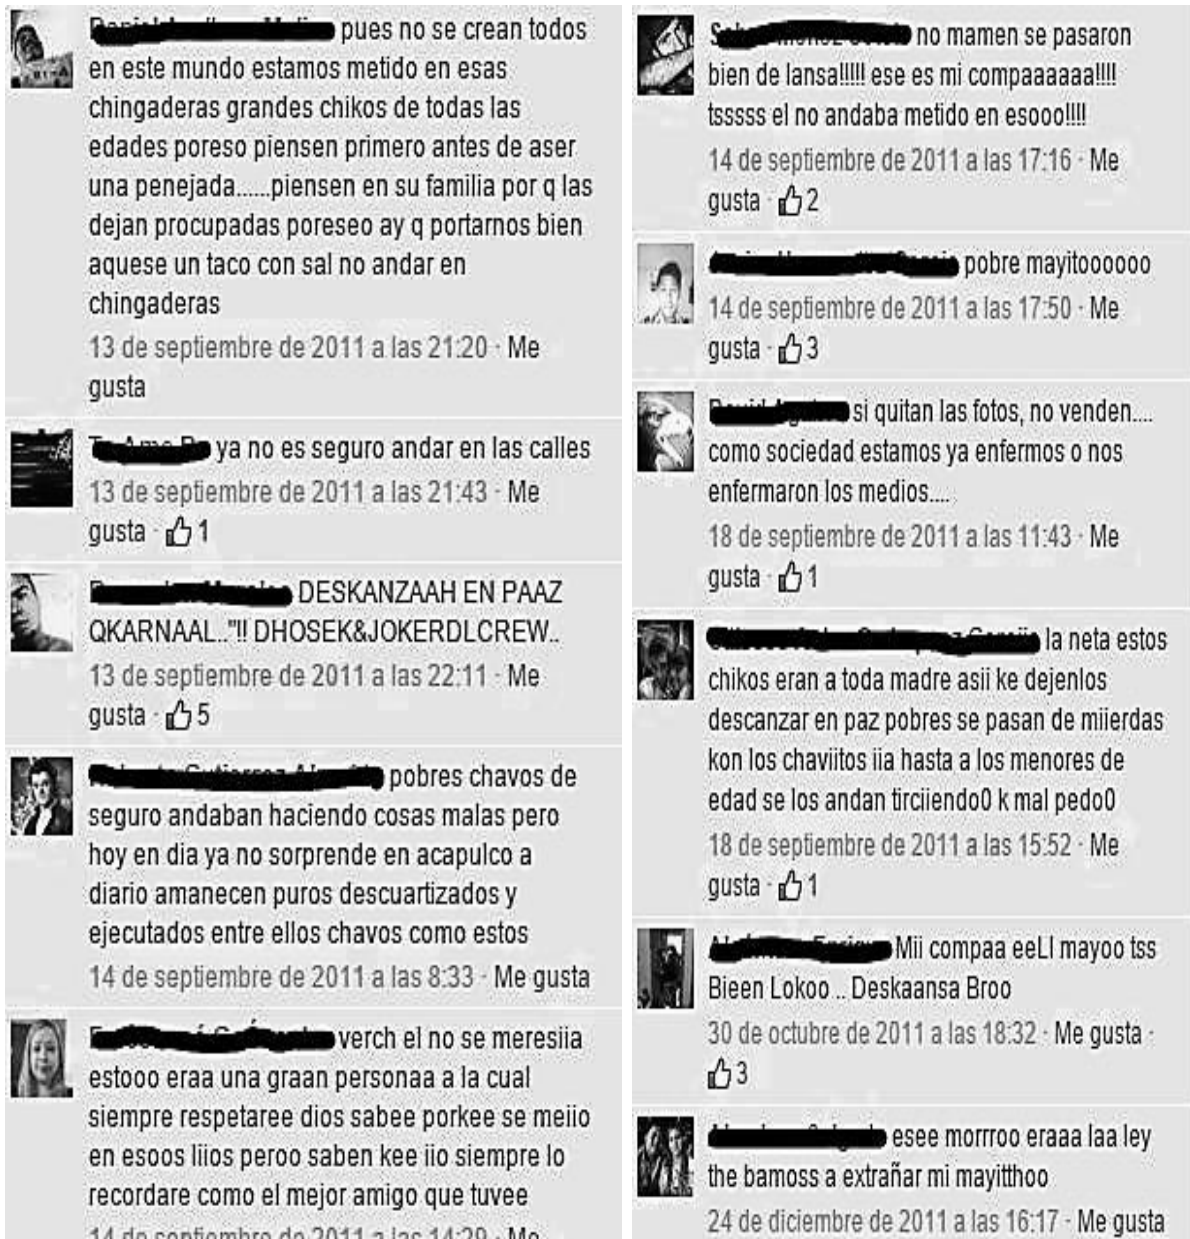 pues no se crean todos
en este mundo estamos metido en esas
chingaderas grandes chikos de todas las
edades poreso piensen primero antes de aser
una penejada......piensen en su familia por q las
dejan procupadas poreseo ay q portarnos bien
aquese un taco con sal no andar en
chingaderas
13 de septiembre de 2011 a las 21:20 · Me
gusta
ya no es seguro andar en las calles
13 de septiembre de 2011 a las 21:43 · Me
gusta · 1
DESKANZAAH EN PAAZ
QKARNAAL.."!! DHOSEK&JOKERDLCREW..
13 de septiembre de 2011 a las 22:11 · Me
gusta · 5
pobres chavos de
seguro andaban haciendo cosas malas pero
hoy en dia ya no sorprende en acapulco a
diario amanecen puros descuartizados y
ejecutados entre ellos chavos como estos
14 de septiembre de 2011 a las 8:33 · Me gusta
verch el no se meresiia
estooo eraa una graan personaa a la cual
siempre respetaree dios sabee porkee se meiio
en esoos liios peroo saben kee iio siempre lo
recordare como el mejor amigo que tuvee
14 de septiembre de 2011 a las 14:29 · Me
no mamen se pasaron
bien de lansa!!!!! ese es mi compaaaaaa!!!!
tsssss el no andaba metido en esooo!!!!
14 de septiembre de 2011 a las 17:16 · Me
gusta · 2
pobre mayitoooooo
14 de septiembre de 2011 a las 17:50 · Me
gusta · 3
si quitan las fotos, no venden....
como sociedad estamos ya enfermos o nos
enfermaron los medios....
18 de septiembre de 2011 a las 11:43 · Me
gusta · 1
la neta estos
chikos eran a toda madre asii ke dejenlos
descanzar en paz pobres se pasan de miierdas
kon los chaviitos iia hasta a los menores de
edad se los andan tirciiendo0 k mal pedo0
18 de septiembre de 2011 a las 15:52 · Me
gusta · 1
Mii compaa eeLl mayoo tss
Bieen Lokoo .. Deskaansa Broo
30 de octubre de 2011 a las 18:32 · Me gusta ·
3
esee morrroo eraaa laa ley
the bamoss a extrañar mi mayitthoo
24 de diciembre de 2011 a las 16:17 · Me gusta